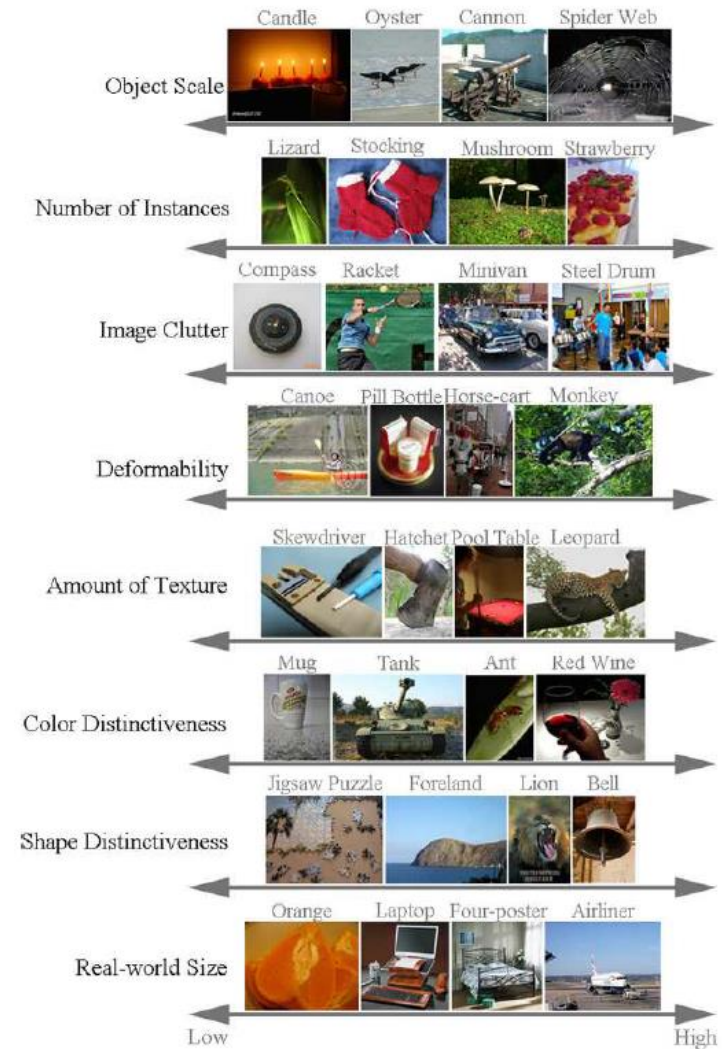 Candle Oyster Cannon Spider Web
Object Scale
Lizard Stocking Mushroom Strawberry
Number of Instances
Compass Racket Minivan Steel Drum
Image Clutter
Canoe Pill Bottle Horse-cart Monkey
Deformability
Skewdriver Hatchet Pool Table Leopard
Amount of Texture
Mug Tank Ant Red Wine
Color Distinctiveness
Jigsaw Puzzle Foreland Lion Bell
Shape Distinctiveness
Orange Laptop Four-poster Airliner
Real-world Size
Low High